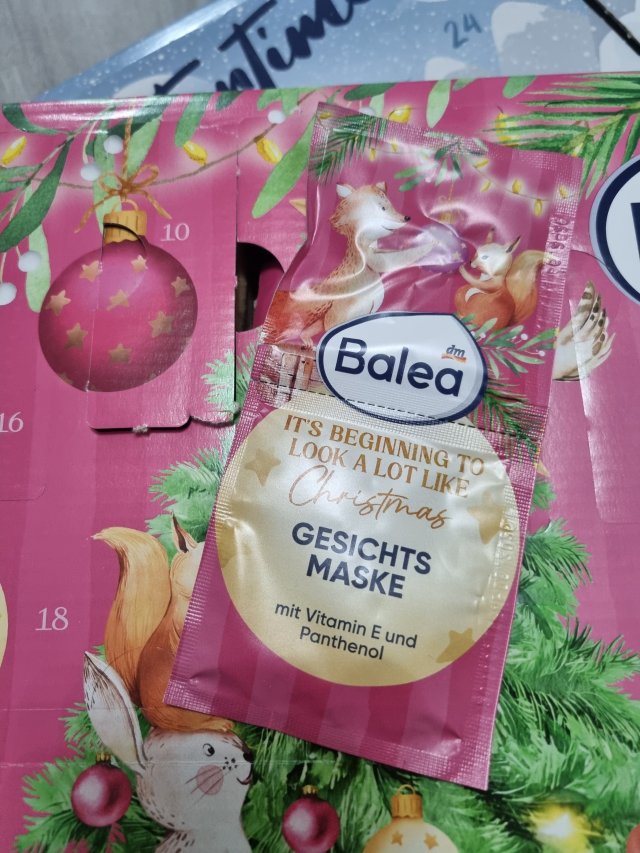 24
10
dm
Balea
IT'S BEGINNING TO
LOOK A LOT LIKE
Christmas
GESICHTS
MASKE
mit Vitamin E und
Panthenol
16
18